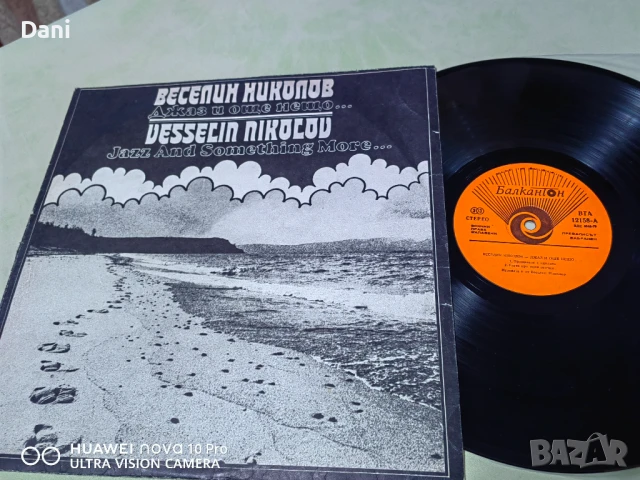 Dani
ВЕСЕЛИН НИКОЛОВ
Джаз и още нещо...
VESSELIN NIKOLOV
Jazz And Something More...
Балкантон
СТЕРЕО
ВТА
12158-А
HUAWEI nova 10 Pro
ULTRA VISION CAMERA
BAZAR